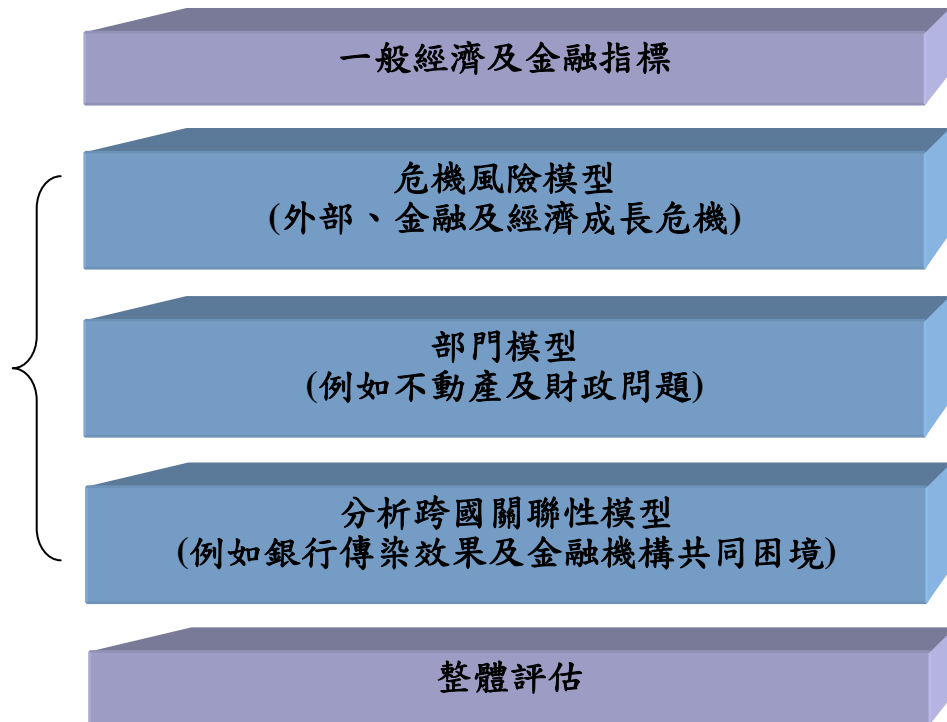 一般經濟及金融指標
危機風險模型
(外部、金融及經濟成長危機)
部門模型
(例如不動產及財政問題)
分析跨國關聯性模型
(例如銀行傳染效果及金融機構共同困境)
整體評估